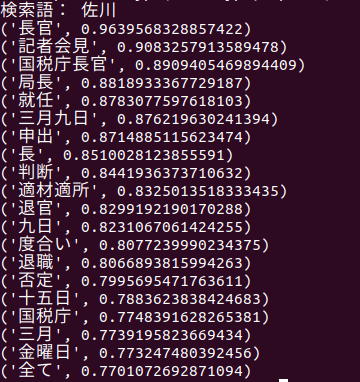 検索語： 佐川
('長官', 0.9639568328857422)
('記者会見', 0.9083257913589478)
('国税庁長官', 0.8909405469894409)
('局長', 0.8818933367729187)
('就任', 0.8783077597618103)
('三月九日', 0.876219630241394)
('申出', 0.8714885115623474)
('長', 0.8510028123855591)
('判断', 0.8441936373710632)
('適材適所', 0.8325013518333435)
('退官', 0.8299192190170288)
('九日', 0.8231067061424255)
('度合い', 0.8077239990234375)
('退職', 0.8066893815994263)
('否定', 0.7995695471763611)
('十五日', 0.7883623838424683)
('国税庁', 0.7748391628265381)
('三月', 0.7739195823669434)
('金曜日', 0.773247480392456)
('全て', 0.7701072692871094)